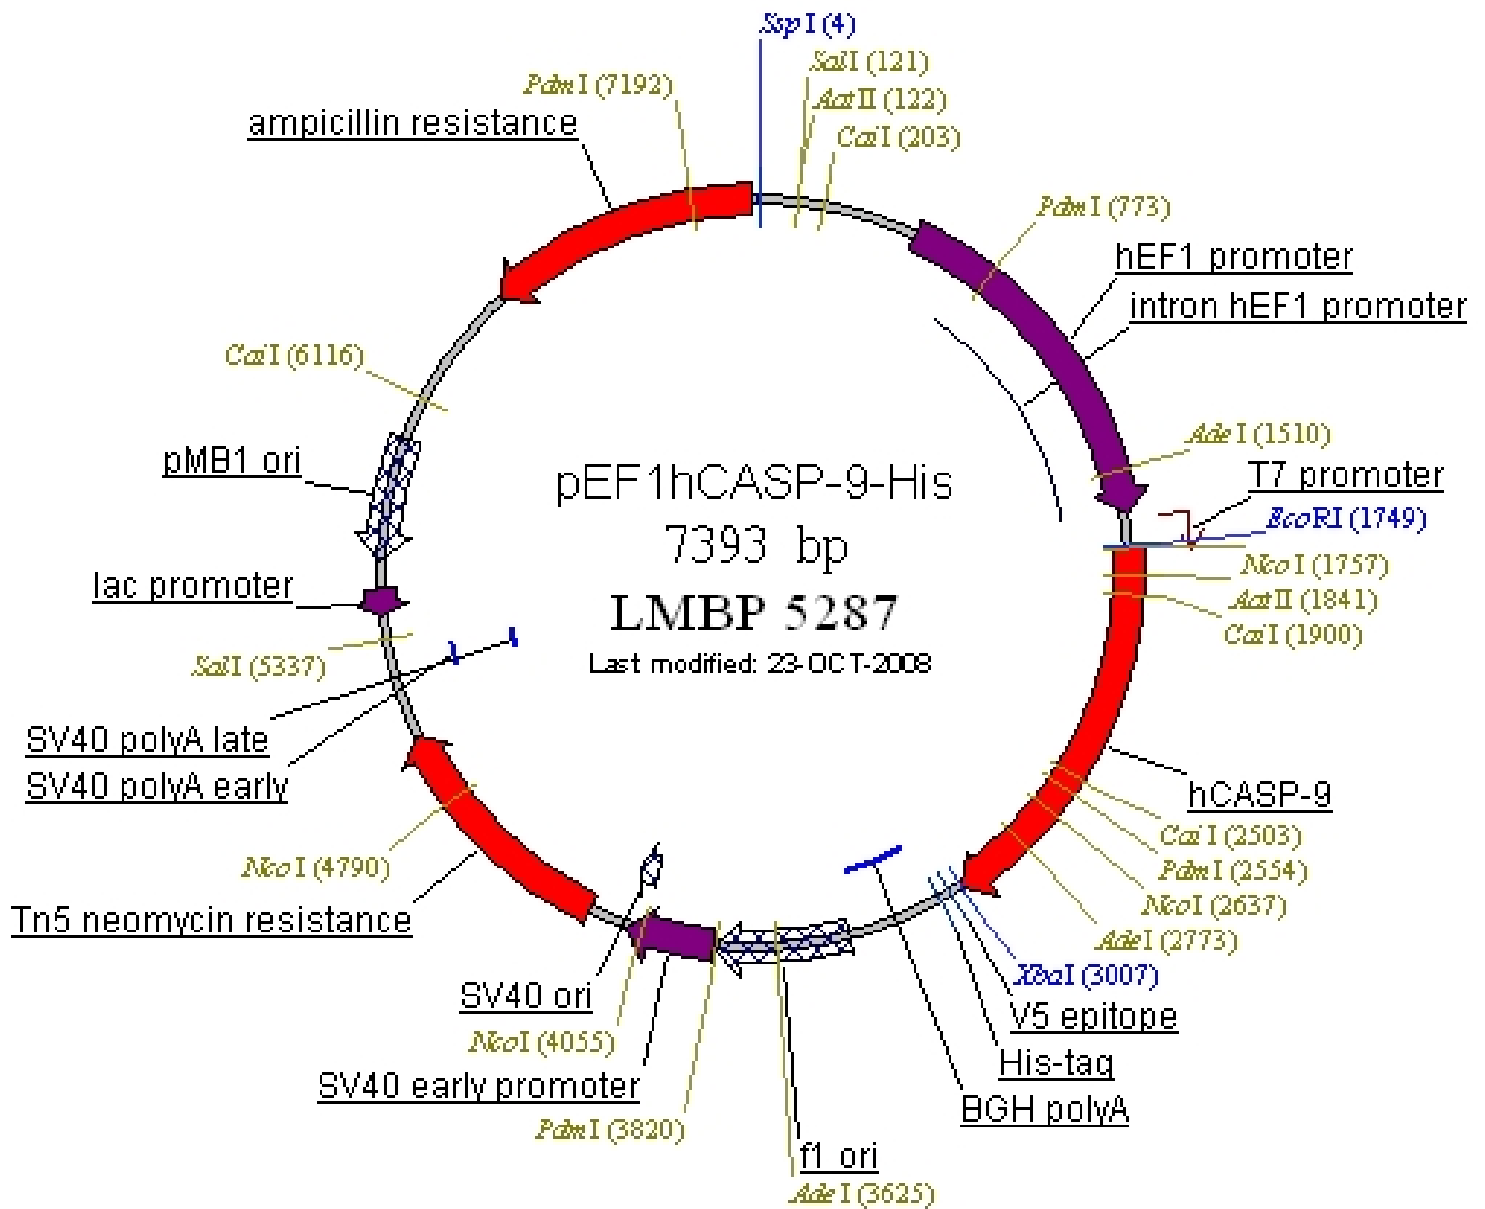 SspI (4)
SalI (121)
PdmI (7192)
AatII (122)
ampicillin resistance
CaiI (203)
PdmI (773)
hEF1 promoter
intron hEF1 promoter
CaiI (6116)
AdeI (1510)
pMB1 ori
T7 promoter
pEF1hCASP-9-His
EcoRI (1749)
7393 bp
NcoI (1757)
lac promoter
AatII (1841)
LMBP 5287
CaiI (1900)
SalI (5337)
Last modified: 23-OCT-2008
SV40 polyA late
SV40 polyA early
hCASP-9
CaiI (2503)
NcoI (4790)
PdmI (2554)
NcoI (2637)
Tn5 neomycin resistance
AdeI (2773)
XbaI (3007)
SV40 ori
V5 epitope
NcoI (4055)
His-tag
SV40 early promoter
BGH polyA
PdmI (3820)
f1 ori
AdeI (3625)